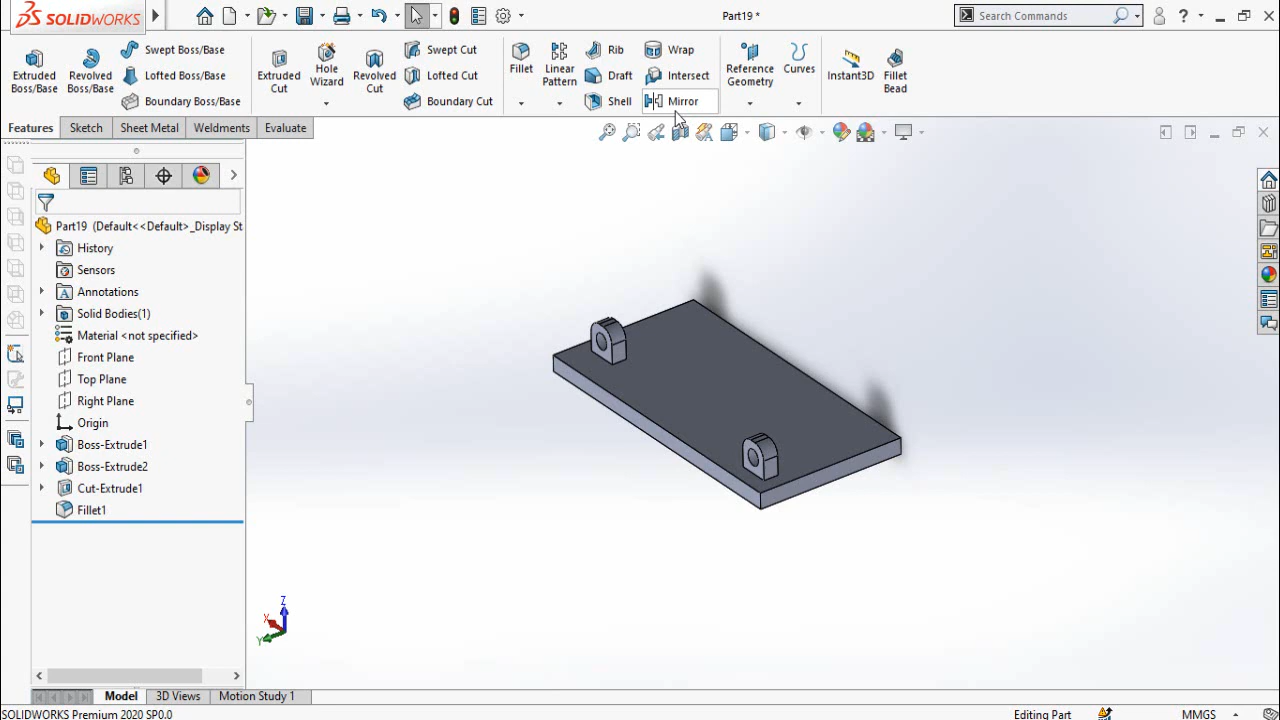 SOLIDWORKS
Part19 *
Search Commands
?
Extruded Boss/Base
Revolved Boss/Base
Swept Boss/Base
Lofted Boss/Base
Boundary Boss/Base
Extruded Cut
Hole Wizard
Revolved Cut
Swept Cut
Lofted Cut
Boundary Cut
Fillet
Linear Pattern
Rib
Draft
Shell
Wrap
Intersect
Mirror
Reference Geometry
Curves
Instant3D
Fillet Bead
Features
Sketch
Sheet Metal
Weldments
Evaluate
Part19 (Default<<Default>_Display St
History
Sensors
Annotations
Solid Bodies(1)
Material <not specified>
Front Plane
Top Plane
Right Plane
Origin
Boss-Extrude1
Boss-Extrude2
Cut-Extrude1
Fillet1
Z
X
Y
Model
3D Views
Motion Study 1
SOLIDWORKS Premium 2020 SP0.0
Editing Part
MMGS